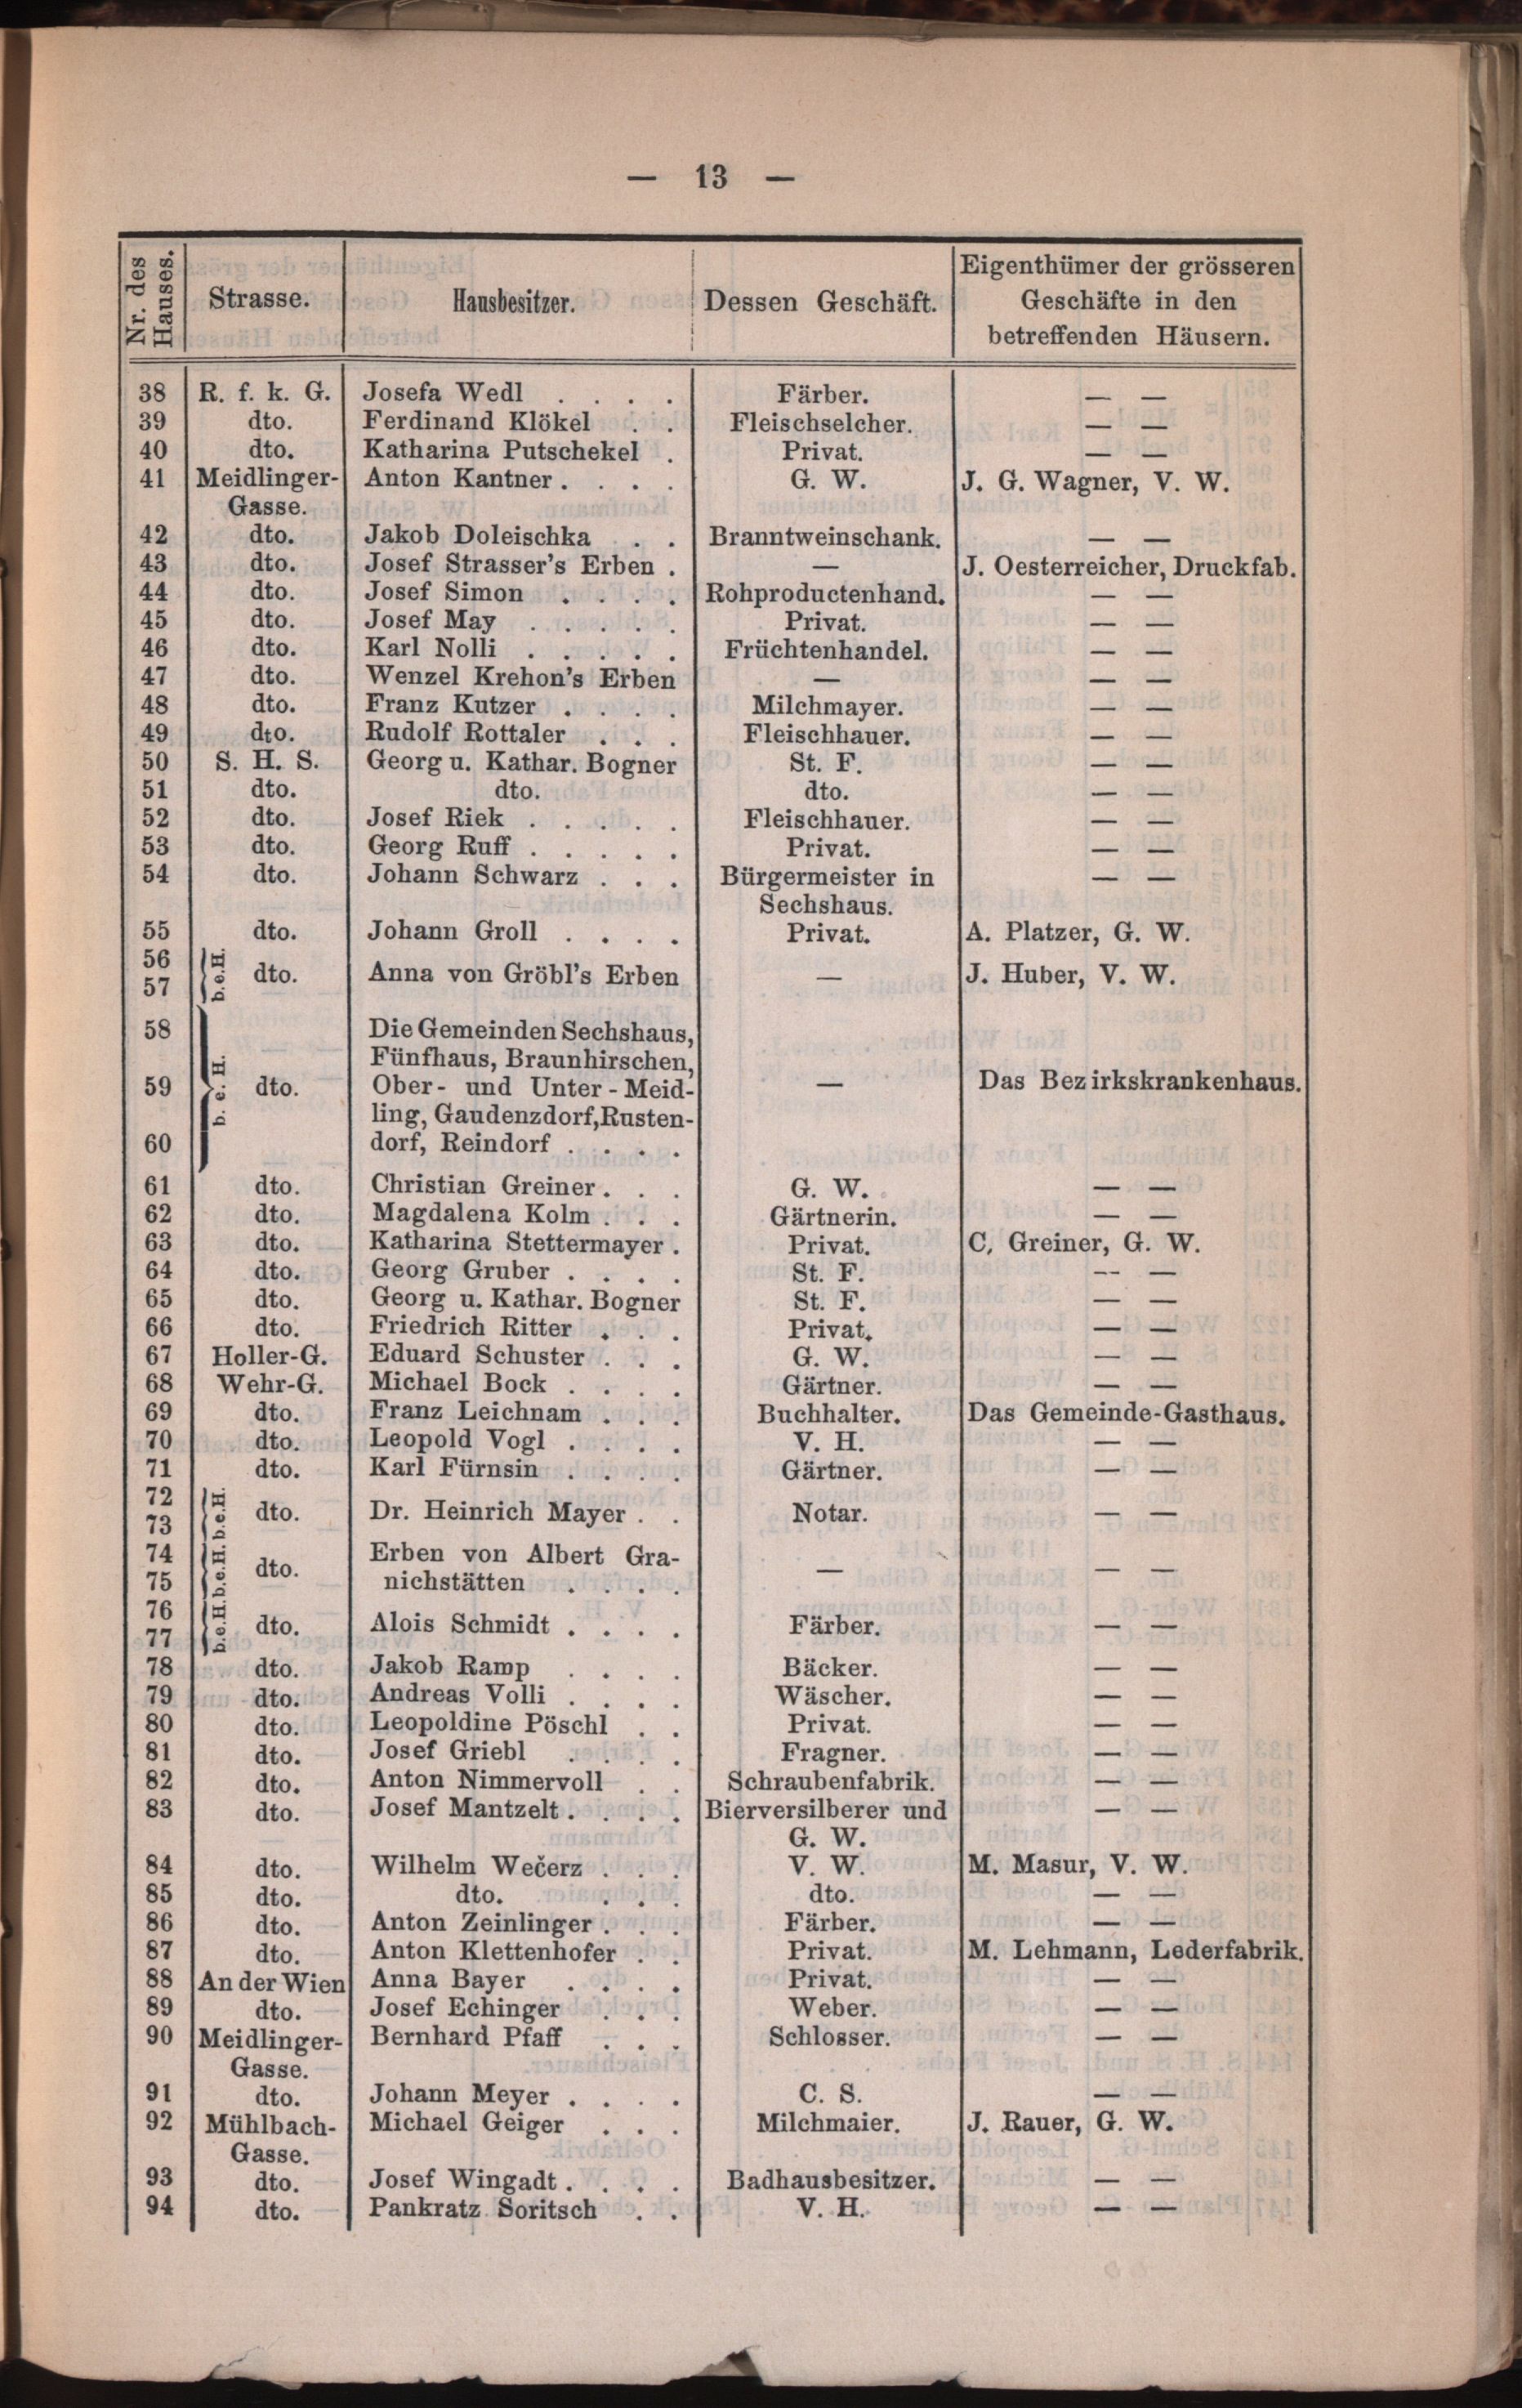 — 13 —
Nr. des Hauses. | Strasse. | Hausbesitzer. | Dessen Geschäft. | Eigenthümer der grösseren Geschäfte in den betreffenden Häusern.
38 R. f. k. G. Josefa Wedl . . . . Färber. — —
39 dto. Ferdinand Klökel . . Fleischselcher. — —
40 dto. Katharina Putschekel . Privat. — —
41 Meidlinger- Anton Kantner . . . . G. W. J. G. Wagner, V. W.
Gasse.
42 dto. Jakob Doleischka . . Branntweinschank. — —
43 dto. Josef Strasser's Erben . — J. Oesterreicher, Druckfab.
44 dto. Josef Simon . . . . Rohproductenhand. — —
45 dto. Josef May . . . . . Privat. — —
46 dto. Karl Nolli . . . . . Früchtenhandel. — —
47 dto. Wenzel Krehon's Erben — — —
48 dto. Franz Kutzer . . . . Milchmayer. — —
49 dto. Rudolf Rottaler . . . Fleischhauer. — —
50 S. H. S. Georg u. Kathar. Bogner St. F. — —
51 dto. dto. dto. — —
52 dto. Josef Riek . . . . . Fleischhauer. — —
53 dto. Georg Ruff . . . . . Privat. — —
54 dto. Johann Schwarz . . . Bürgermeister in — —
Sechshaus.
55 dto. Johann Groll . . . . Privat. A. Platzer, G. W.
56
57 b. e. H. dto. Anna von Gröbl's Erben — J. Huber, V. W.
58 Die Gemeinden Sechshaus,
Fünfhaus, Braunhirschen,
59 b. e. H. dto. Ober- und Unter-Meid- — Das Bezirkskrankenhaus.
ling, Gaudenzdorf, Rusten-
60 dorf, Reindorf . . . .
61 dto. Christian Greiner . . . G. W. — —
62 dto. Magdalena Kolm . . . Gärtnerin. — —
63 dto. Katharina Stettermayer . Privat. C. Greiner, G. W.
64 dto. Georg Gruber . . . . St. F. — —
65 dto. Georg u. Kathar. Bogner St. F. — —
66 dto. Friedrich Ritter . . . Privat. — —
67 Holler-G. Eduard Schuster . . . G. W. — —
68 Wehr-G. Michael Bock . . . . Gärtner. — —
69 dto. Franz Leichnam . . . Buchhalter. Das Gemeinde-Gasthaus.
70 dto. Leopold Vogl . . . . V. H. — —
71 dto. Karl Fürnsin . . . . Gärtner. — —
72
73 b. e. H. dto. Dr. Heinrich Mayer . . Notar. — —
74 Erben von Albert Gra-
75 b. e. H. dto. nichstätten . . . . — — —
76
77 b. e. H. dto. Alois Schmidt . . . . Färber. — —
78 dto. Jakob Ramp . . . . Bäcker. — —
79 dto. Andreas Volli . . . . Wäscher. — —
80 dto. Leopoldine Pöschl . . Privat. — —
81 dto. Josef Griebl . . . . Fragner. — —
82 dto. Anton Nimmervoll . . Schraubenfabrik. — —
83 dto. Josef Mantzelt . . . . Bierversilberer und — —
G. W.
84 dto. Wilhelm Wečerz . . . V. W. M. Masur, V. W.
85 dto. dto. . . . dto. — —
86 dto. Anton Zeinlinger . . . Färber. — —
87 dto. Anton Klettenhofer . . Privat. M. Lehmann, Lederfabrik.
88 An der Wien Anna Bayer . . . . Privat. — —
89 dto. Josef Echinger . . . Weber. — —
90 Meidlinger- Bernhard Pfaff . . . Schlosser. — —
Gasse.
91 dto. Johann Meyer . . . . C. S. — —
92 Mühlbach- Michael Geiger . . . Milchmaier. J. Rauer, G. W.
Gasse.
93 dto. Josef Wingadt . . . . Badhausbesitzer. — —
94 dto. Pankratz Soritsch . . V. H. — —